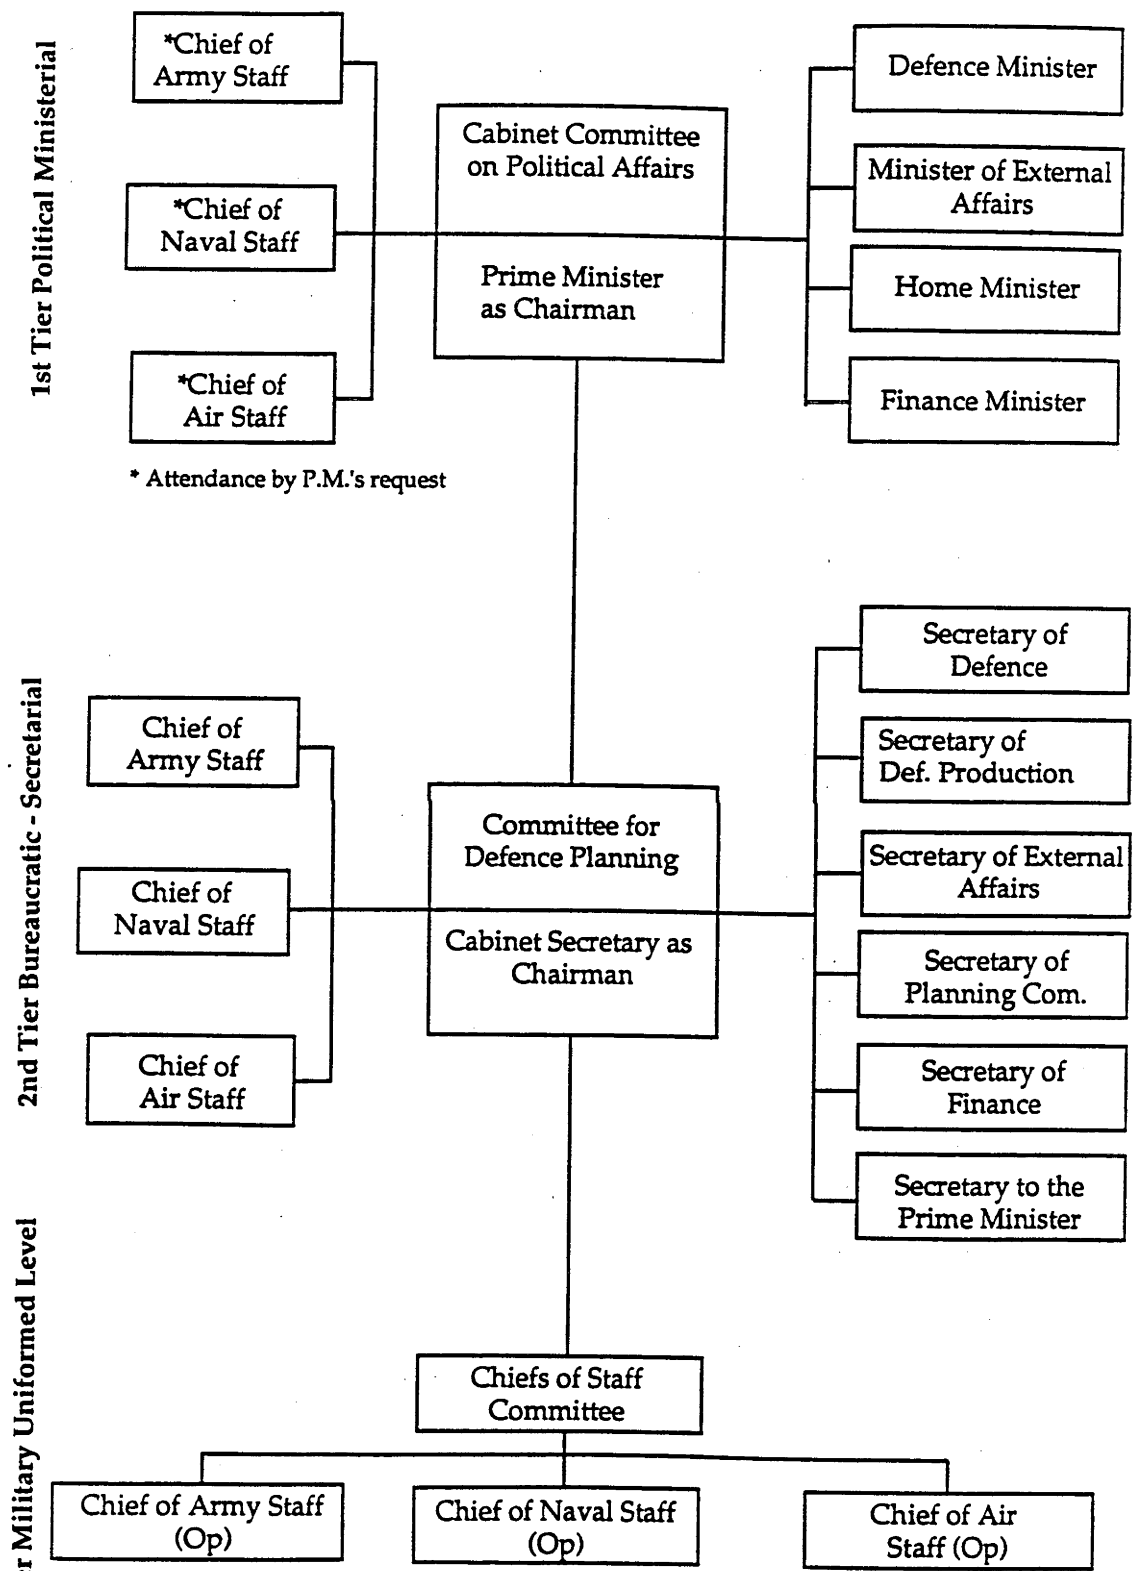 1st Tier Political Ministerial
*Chief of
Army Staff
*Chief of
Naval Staff
*Chief of
Air Staff
* Attendance by P.M.'s request
Cabinet Committee
on Political Affairs
Prime Minister
as Chairman
Defence Minister
Minister of External
Affairs
Home Minister
Finance Minister
2nd Tier Bureaucratic - Secretarial
Chief of
Army Staff
Chief of
Naval Staff
Chief of
Air Staff
Committee for
Defence Planning
Cabinet Secretary as
Chairman
Secretary of
Defence
Secretary of
Def. Production
Secretary of External
Affairs
Secretary of
Planning Com.
Secretary of
Finance
Secretary to the
Prime Minister
Military Uniformed Level
Chiefs of Staff
Committee
Chief of Army Staff
(Op)
Chief of Naval Staff
(Op)
Chief of Air
Staff (Op)